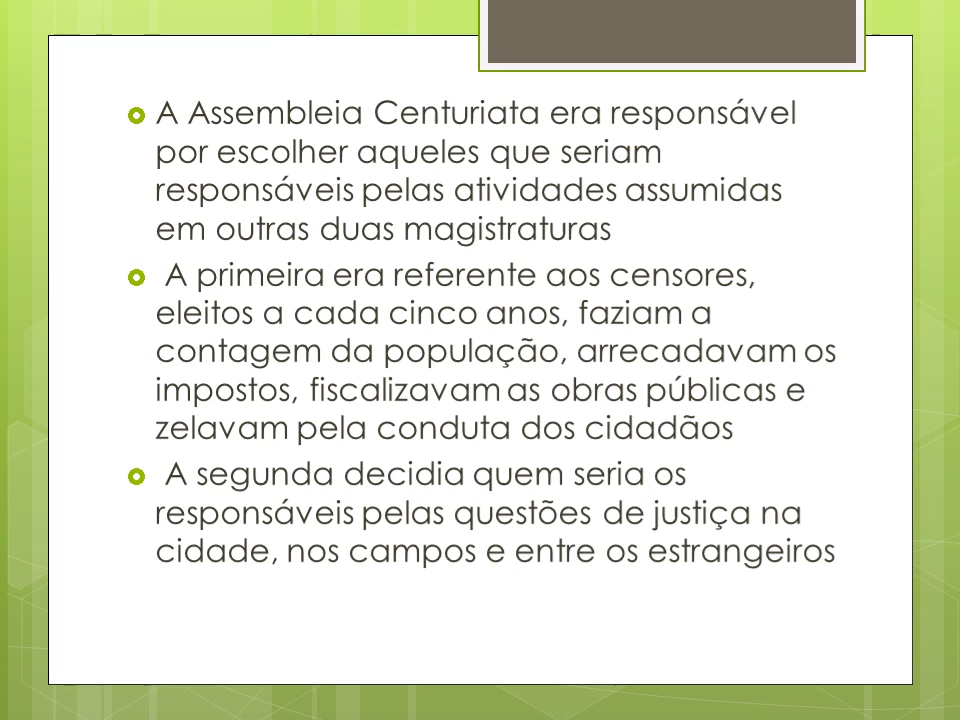 A Assembleia Centuriata era responsável
por escolher aqueles que seriam
responsáveis pelas atividades assumidas
em outras duas magistraturas
A primeira era referente aos censores,
eleitos a cada cinco anos, faziam a
contagem da população, arrecadavam os
impostos, fiscalizavam as obras públicas e
zelavam pela conduta dos cidadãos
A segunda decidia quem seria os
responsáveis pelas questões de justiça na
cidade, nos campos e entre os estrangeiros